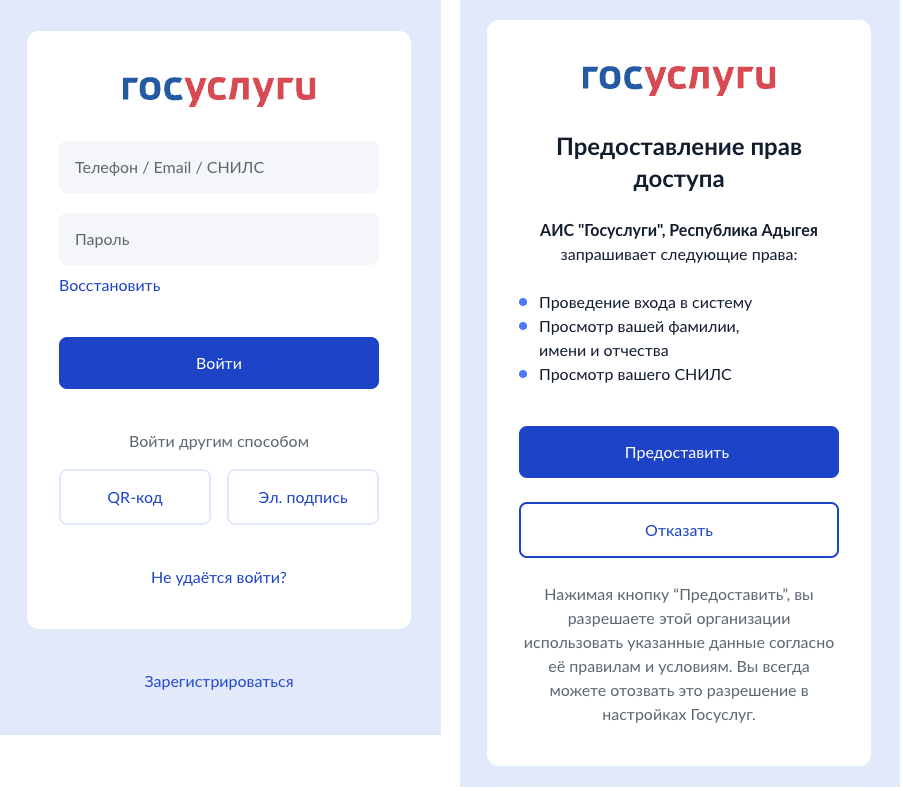 госуслуги
Телефон / Email / СНИЛС
Пароль
Восстановить
Войти
Войти другим способом
QR-код
Эл. подпись
Не удаётся войти?
Зарегистрироваться
госуслуги
Предоставление прав
доступа
АИС "Госуслуги", Республика Адыгея
запрашивает следующие права:
Проведение входа в систему
Просмотр вашей фамилии,
имени и отчества
Просмотр вашего СНИЛС
Предоставить
Отказать
Нажимая кнопку “Предоставить”, вы
разрешаете этой организации
использовать указанные данные согласно
её правилам и условиям. Вы всегда
можете отозвать это разрешение в
настройках Госуслуг.